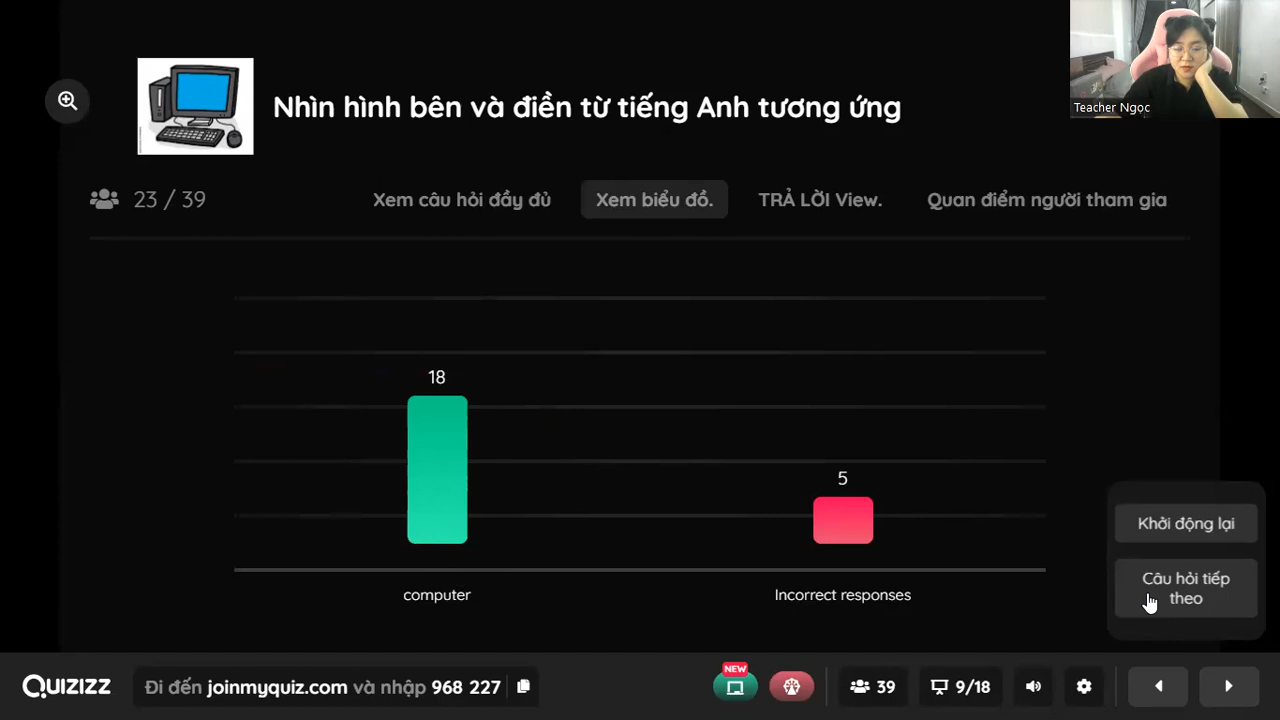 Nhìn hình bên và điền từ tiếng Anh tương ứng
Teacher Ngọc
23 / 39
Xem câu hỏi đầy đủ
Xem biểu đồ.
TRẢ LỜI View.
Quan điểm người tham gia
18
5
computer
Incorrect responses
Khởi động lại
Câu hỏi tiếp
theo
QUIZIZZ
Đi đến joinmyquiz.com và nhập 968 227
NEW
39
9/18